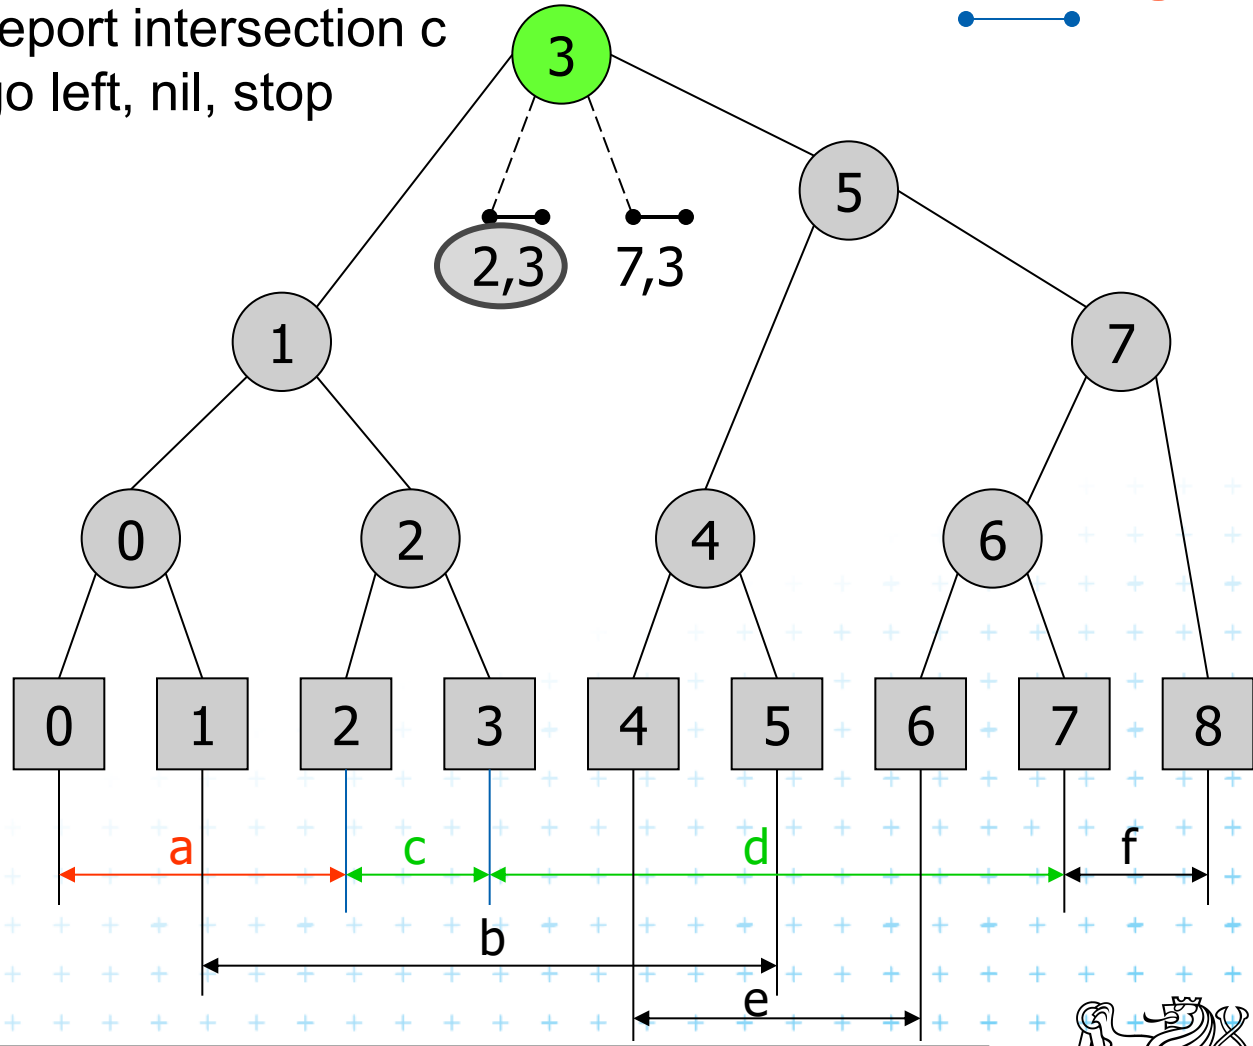 eport intersection c
go left, nil, stop
3
5
2,3 7,3
1 7
0 2 4 6
0 1 2 3 4 5 6 7 8
a c d f
b
e